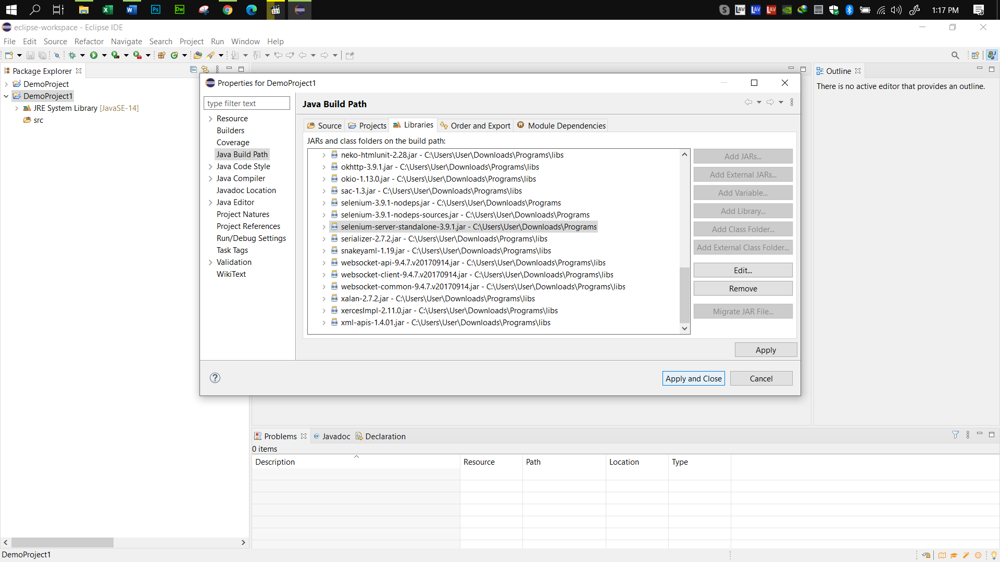 Ps
Dw
321
S
LAV
LAV
LAV
1:17 PM
eclipse-workspace - Eclipse IDE
File Edit Source Refactor Navigate Search Project Run Window Help
Package Explorer
DemoProject
DemoProject1
JRE System Library [JavaSE-14]
src
Properties for DemoProject1
type filter text
Resource
Builders
Coverage
Java Build Path
Java Code Style
Java Compiler
Javadoc Location
Java Editor
Project Natures
Project References
Run/Debug Settings
Task Tags
Validation
WikiText
Java Build Path
Source Projects Libraries Order and Export Module Dependencies
JARs and class folders on the build path:
neko-htmlunit-2.28.jar - C:\Users\User\Downloads\Programs\libs
okhttp-3.9.1.jar - C:\Users\User\Downloads\Programs\libs
okio-1.13.0.jar - C:\Users\User\Downloads\Programs\libs
sac-1.3.jar - C:\Users\User\Downloads\Programs\libs
selenium-3.9.1-nodeps.jar - C:\Users\User\Downloads\Programs
selenium-3.9.1-nodeps-sources.jar - C:\Users\User\Downloads\Programs
selenium-server-standalone-3.9.1.jar - C:\Users\User\Downloads\Programs
serializer-2.7.2.jar - C:\Users\User\Downloads\Programs\libs
snakeyaml-1.19.jar - C:\Users\User\Downloads\Programs\libs
websocket-api-9.4.7.v20170914.jar - C:\Users\User\Downloads\Programs\libs
websocket-client-9.4.7.v20170914.jar - C:\Users\User\Downloads\Programs\libs
websocket-common-9.4.7.v20170914.jar - C:\Users\User\Downloads\Programs\libs
xalan-2.7.2.jar - C:\Users\User\Downloads\Programs\libs
xercesImpl-2.11.0.jar - C:\Users\User\Downloads\Programs\libs
xml-apis-1.4.01.jar - C:\Users\User\Downloads\Programs\libs
Add JARs...
Add External JARs...
Add Variable...
Add Library...
Add Class Folder...
Add External Class Folder...
Edit...
Remove
Migrate JAR File...
Apply
Apply and Close
Cancel
Outline
There is no active editor that provides an outline.
Problems @ Javadoc Declaration
0 items
Description Resource Path Location Type
DemoProject1